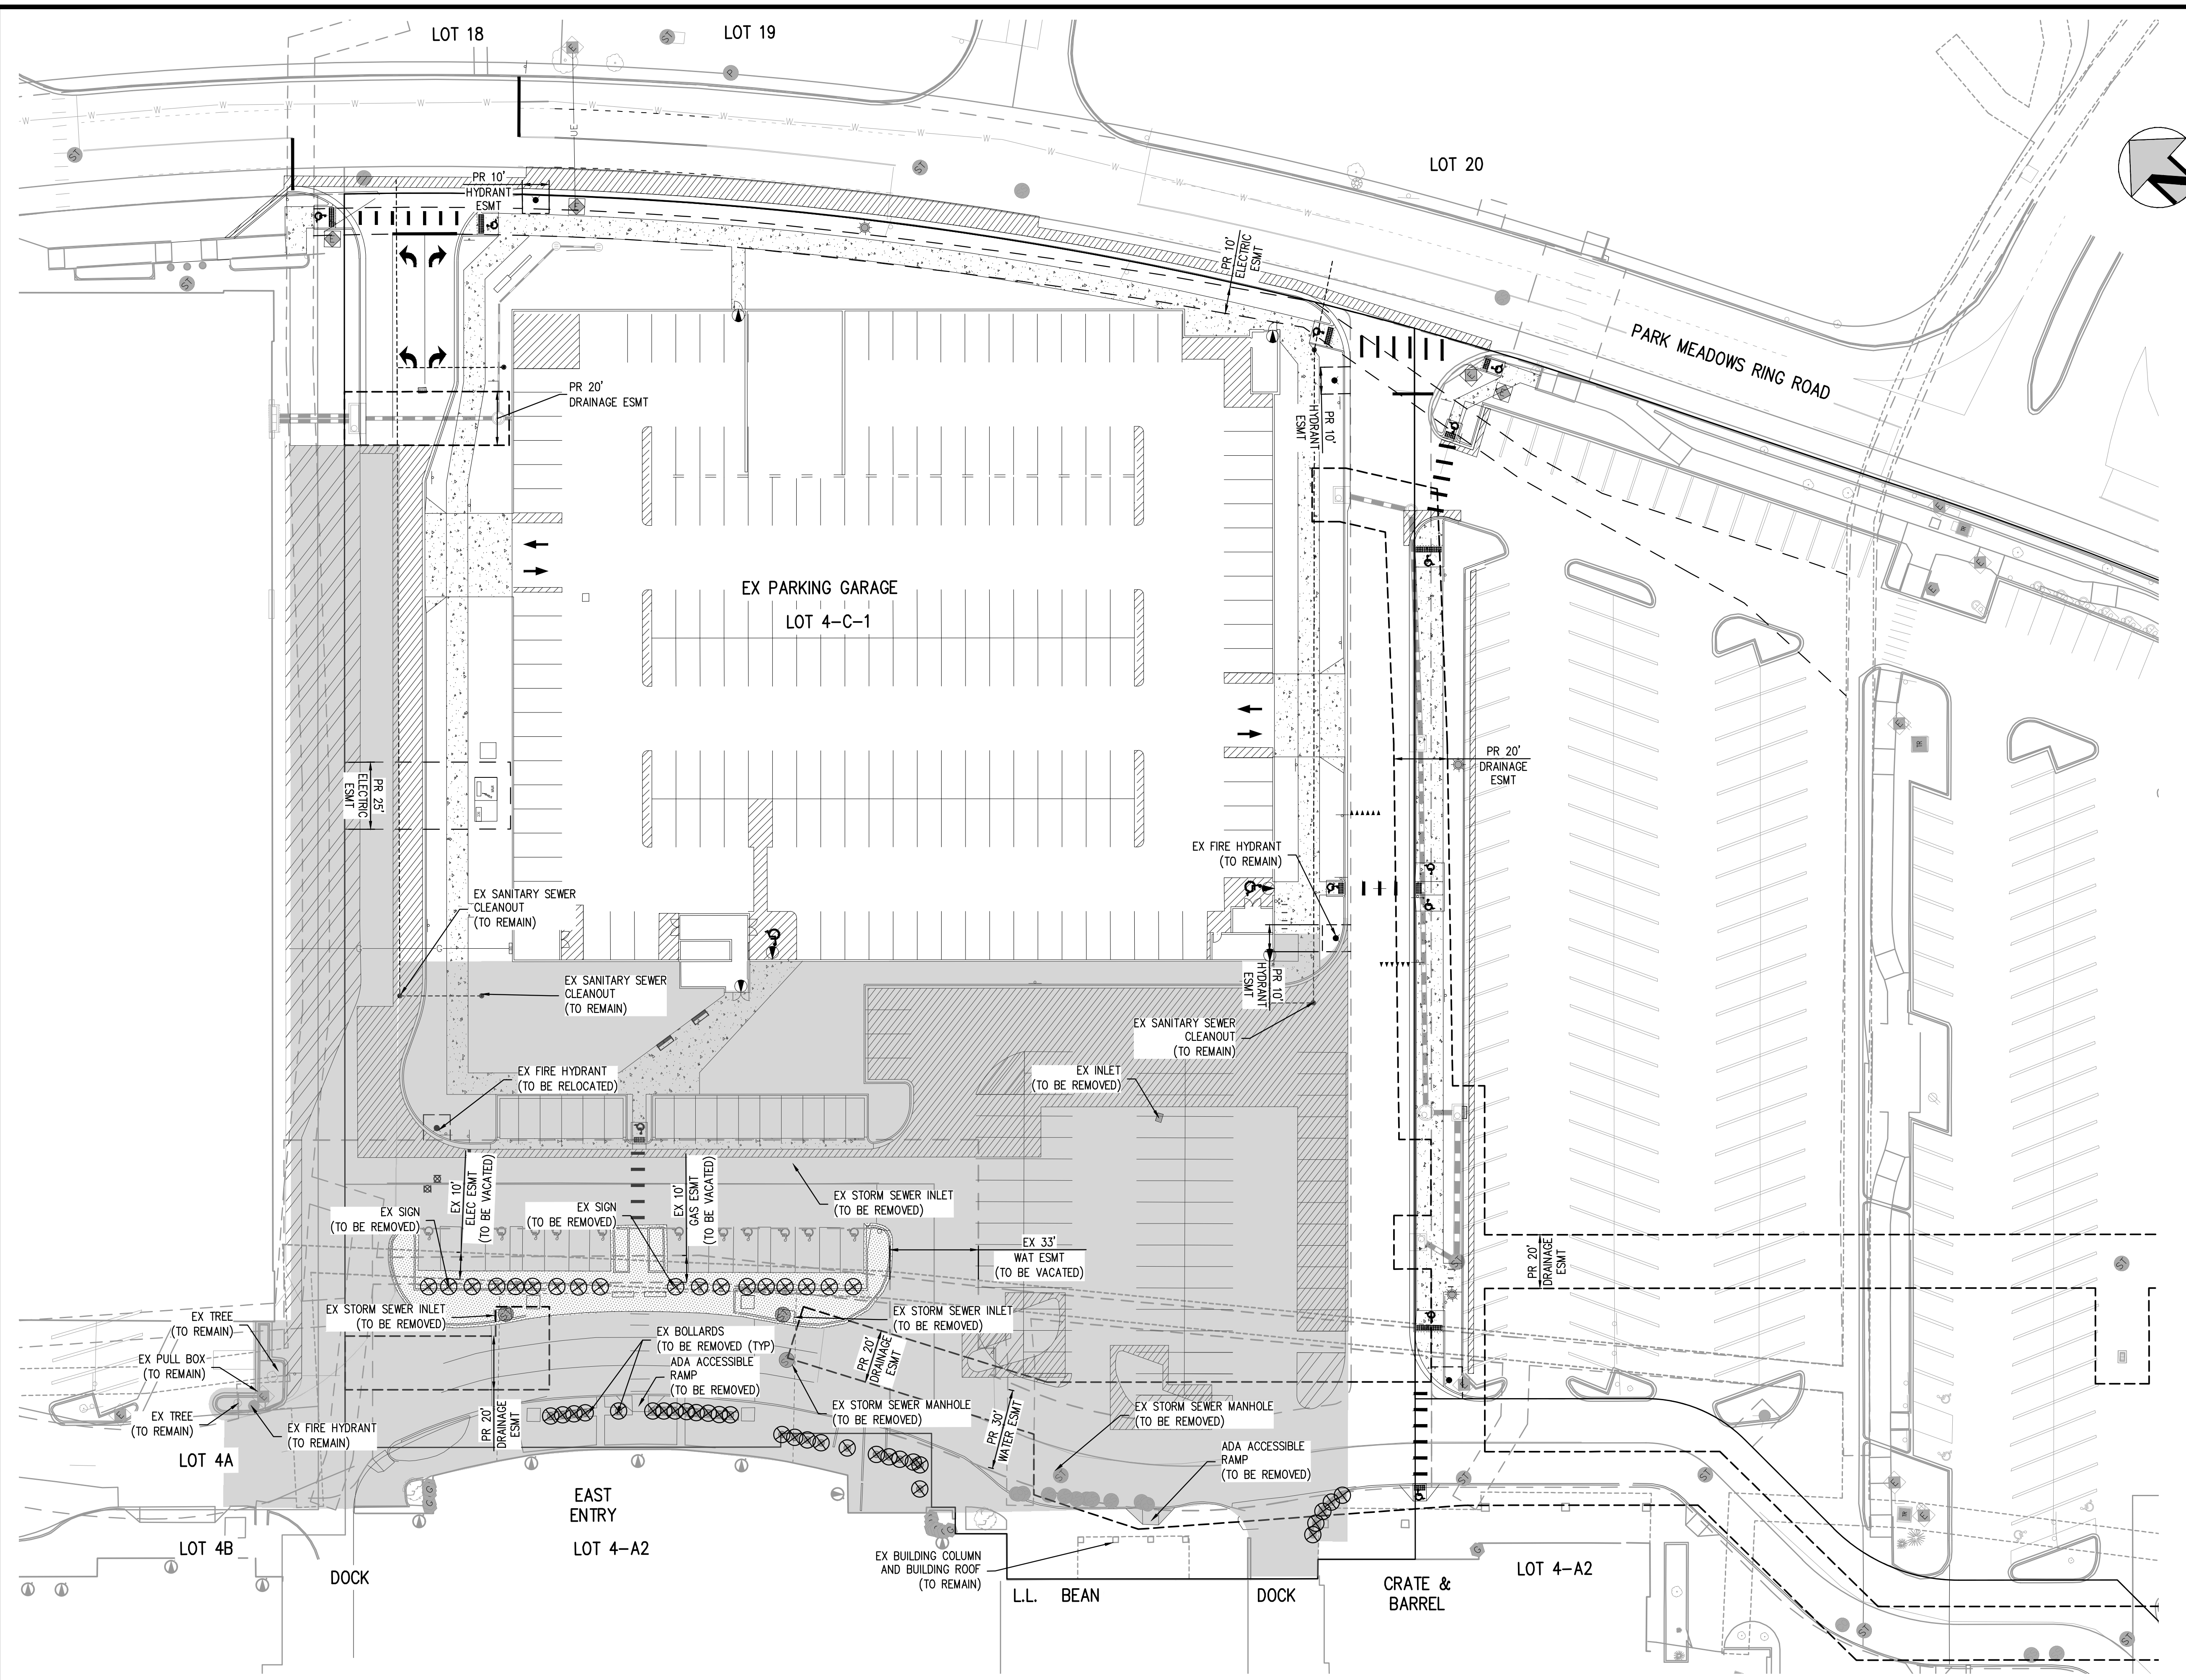 LOT 18
LOT 19
LOT 20
PR 10'
HYDRANT
ESMT
PR 10'
ELECTRIC
ESMT
PARK MEADOWS RING ROAD
PR 20'
DRAINAGE ESMT
PR 10'
HYDRANT
ESMT
EX PARKING GARAGE
LOT 4-C-1
PR 20'
DRAINAGE
ESMT
PR 25'
ELECTRIC
ESMT
EX FIRE HYDRANT
(TO REMAIN)
EX SANITARY SEWER
CLEANOUT
(TO REMAIN)
EX SANITARY SEWER
CLEANOUT
(TO REMAIN)
PR 10'
HYDRANT
ESMT
EX SANITARY SEWER
CLEANOUT
(TO REMAIN)
EX FIRE HYDRANT
(TO BE RELOCATED)
EX INLET
(TO BE REMOVED)
EX 10'
ELEC ESMT
(TO BE VACATED)
EX 10'
GAS ESMT
(TO BE VACATED)
EX STORM SEWER INLET
(TO BE REMOVED)
EX SIGN
(TO BE REMOVED)
EX SIGN
(TO BE REMOVED)
EX 33'
WAT ESMT
(TO BE VACATED)
PR 20'
DRAINAGE
ESMT
EX STORM SEWER INLET
(TO BE REMOVED)
EX STORM SEWER INLET
(TO BE REMOVED)
EX TREE
(TO REMAIN)
EX BOLLARDS
(TO BE REMOVED (TYP)
PR 20'
DRAINAGE
ESMT
EX PULL BOX
(TO REMAIN)
ADA ACCESSIBLE
RAMP
(TO BE REMOVED)
EX TREE
(TO REMAIN)
EX FIRE HYDRANT
(TO REMAIN)
PR 20'
DRAINAGE
ESMT
EX STORM SEWER MANHOLE
(TO BE REMOVED)
PR 30'
WATER ESMT
EX STORM SEWER MANHOLE
(TO BE REMOVED)
LOT 4A
ADA ACCESSIBLE
RAMP
(TO BE REMOVED)
EAST
ENTRY
LOT 4-A2
LOT 4B
DOCK
EX BUILDING COLUMN
AND BUILDING ROOF
(TO REMAIN)
L.L. BEAN
DOCK
CRATE &
BARREL
LOT 4-A2